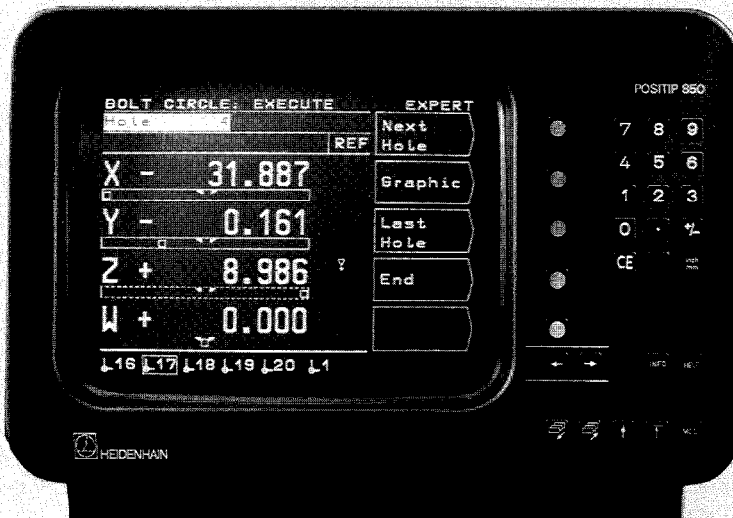 POSITIP 850
BOLT CIRCLE: EXECUTE EXPERT
Hole 4
REF
Next
Hole
X - 31.887
Graphic
Y - 0.161
Last
Hole
Z + 8.986
End
W + 0.000
16 17 18 19 20 1
7 8 9
4 5 6
1 2 3
0 . +/-
CE inch
mm
INFO HELP
HEIDENHAIN